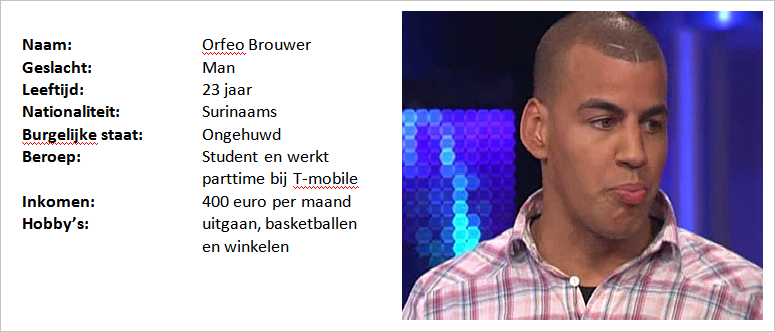 Naam: Orfeo Brouwer
Geslacht: Man
Leeftijd: 23 jaar
Nationaliteit: Surinaams
Burgelijke staat: Ongehuwd
Beroep: Student en werkt
parttime bij T-mobile
Inkomen: 400 euro per maand
Hobby’s: uitgaan, basketballen
en winkelen